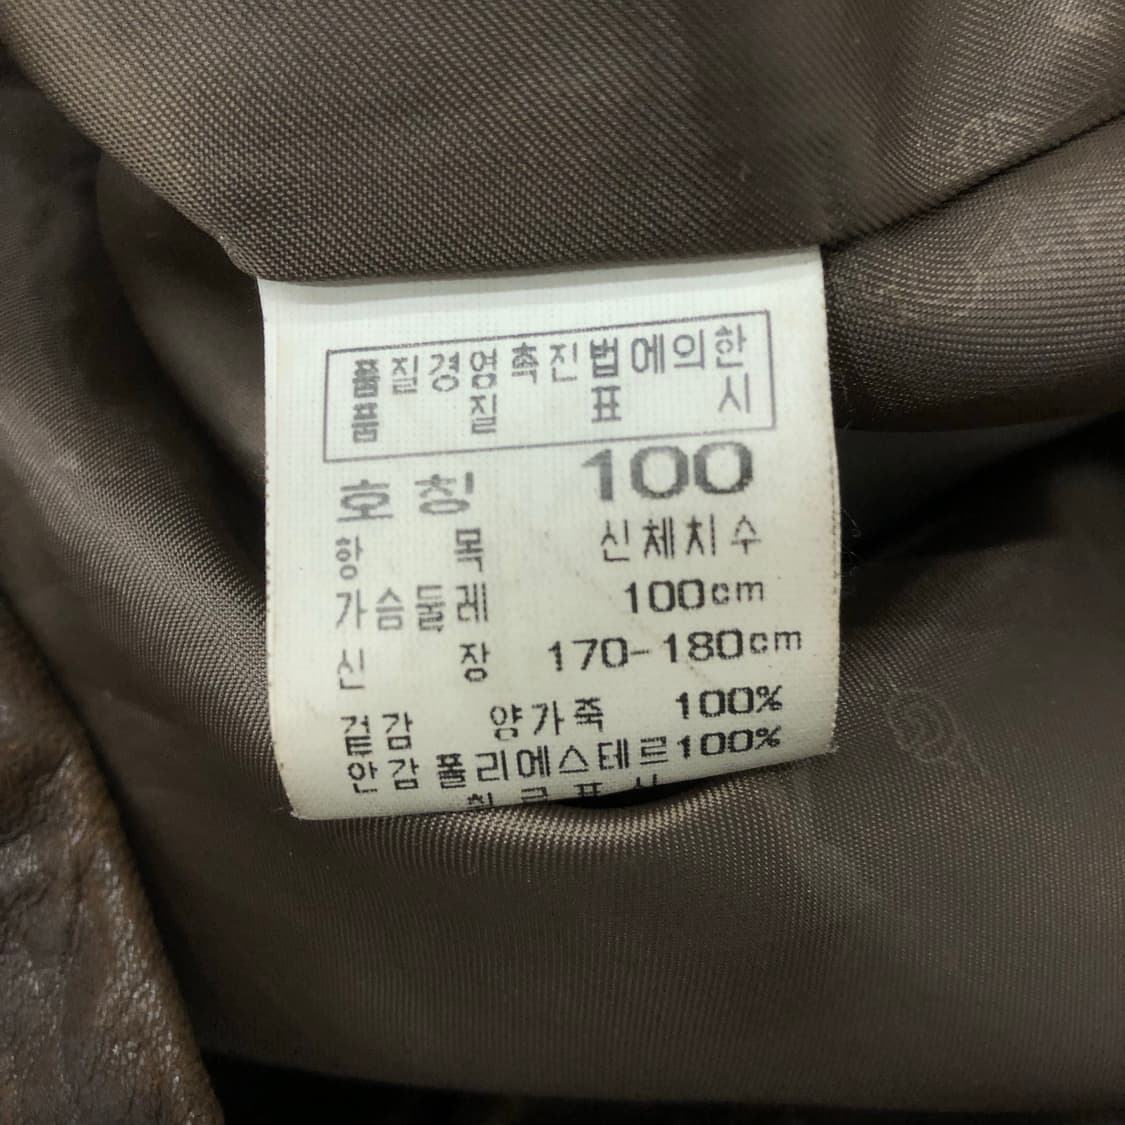 품질경영촉진법에의한
품 질 표 시
호칭 100
항 목 신체치수
가슴둘레 100cm
신 장 170-180cm
겉감 양가죽 100%
안감 폴리에스테르100%